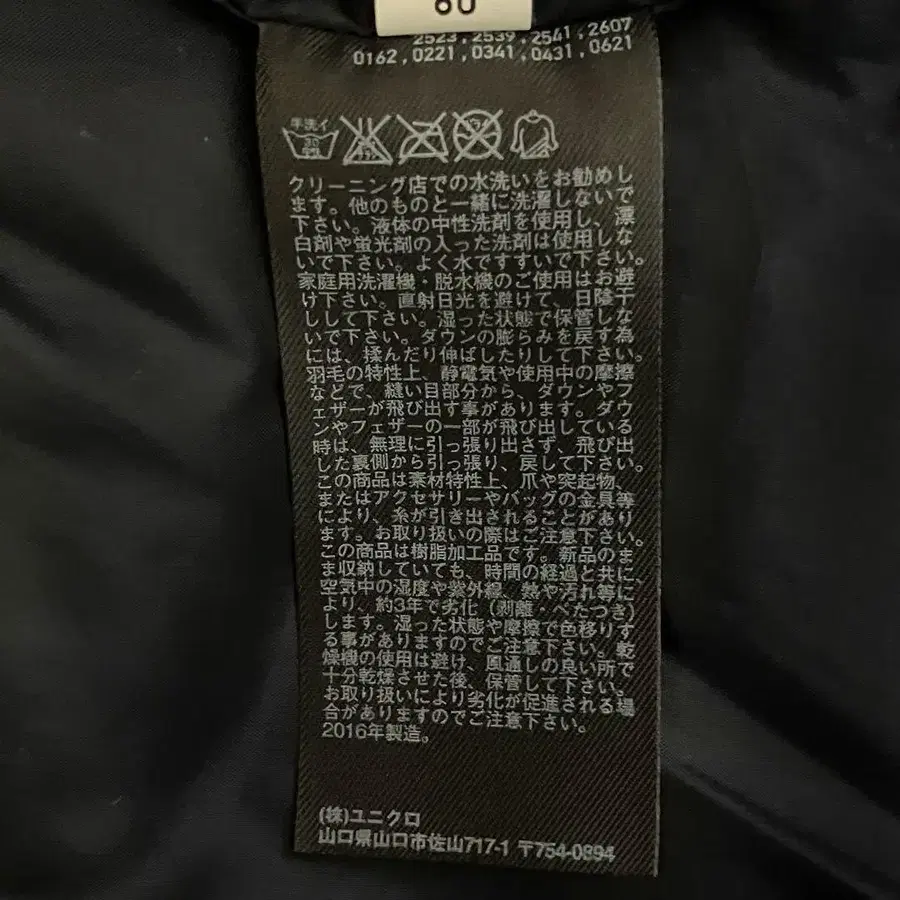 60
2523,2539,2541,2607
0162,0221,0341,0431,0621
手洗イ
30
中性
クリーニング店での水洗いをお勧めし
ます。他のものと一緒に洗濯しないで
下さい。液体の中性洗剤を使用し、漂
白剤や蛍光剤の入った洗剤は使用しな
いで下さい。よく水ですすいで下さい。
家庭用洗濯機・脱水機のご使用はお避
け下さい。直射日光を避けて、日陰干
しして下さい。湿った状態で保管しな
いで下さい。ダウンの膨らみを戻す為
には、揉んだり伸ばしたりして下さい。
羽毛の特性上、静電気や使用中の摩擦
などで、縫い目部分から、ダウンやフ
ェザーが飛び出す事があります。ダウ
ンやフェザーの一部が飛び出している
時は、無理に引っ張り出さず、飛び出
した裏側から引っ張り、戻して下さい。
この商品は素材特性上、爪や突起物、
またはアクセサリーやバッグの金具等
により、糸が引き出されることがあり
ます。お取り扱いの際はご注意下さい。
この商品は樹脂加工品です。新品のま
ま収納していても、時間の経過と共に、
空気中の湿度や紫外線、熱や汚れ等に
より、約3年で劣化（剥離・べたつき）
します。湿った状態や摩擦で色移りす
る事がありますのでご注意下さい。乾
燥機の使用は避け、風通しの良い所で
十分乾燥させた後、保管して下さい。
お取り扱いにより劣化が促進される場
合がありますのでご注意下さい。
2016年製造。
(株)ユニクロ
山口県山口市佐山717-1 〒754-0894